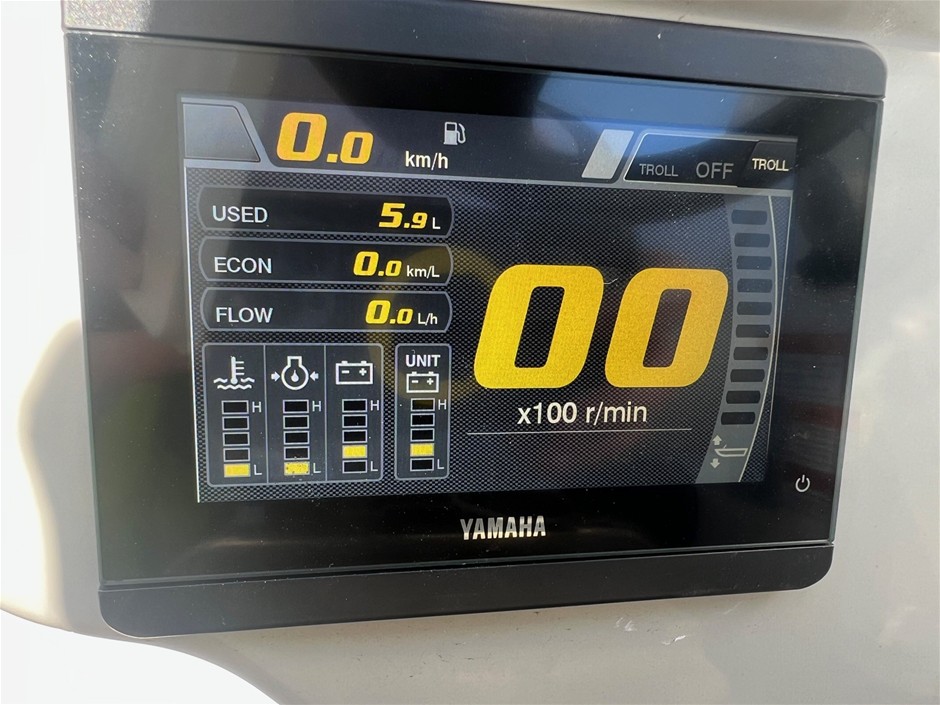 0.0 km/h
TROLL OFF TROLL
USED 5.9 L
ECON 0.0 km/L
FLOW 0.0 L/h
00
x100 r/min
UNIT
H H H H
L L L L
YAMAHA